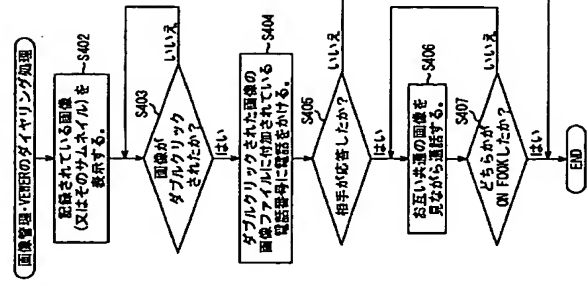 画像管理・VEWERのダイヤリング処理
S402
記録されている画像
(又はそのサムネイル)を
表示する。
S403
画像が
ダブルクリック
されたか?
いいえ
はい
S404
ダブルクリックされた画像の
画像ファイルに付加されている
電話番号に電話をかける。
S405
相手が応答したか?
いいえ
はい
S406
お互い共通の画像を
見ながら通話する。
S407
どちらかが
ON FOOKしたか?
いいえ
はい
END